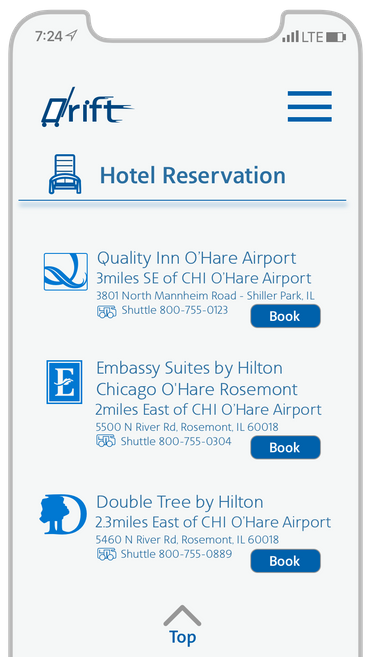 7:24 LTE
Drift
Hotel Reservation
Quality Inn O'Hare Airport
3miles SE of CHI O'Hare Airport
3801 North Mannheim Road - Shiller Park, IL
Shuttle 800-755-0123
Book
E
Embassy Suites by Hilton
Chicago O'Hare Rosemont
2miles East of CHI O'Hare Airport
5500 N River Rd, Rosemont, IL 60018
Shuttle 800-755-0304
Book
D
Double Tree by Hilton
2.3miles East of CHI O'Hare Airport
5460 N River Rd, Rosemont, IL 60018
Shuttle 800-755-0889
Book
Top